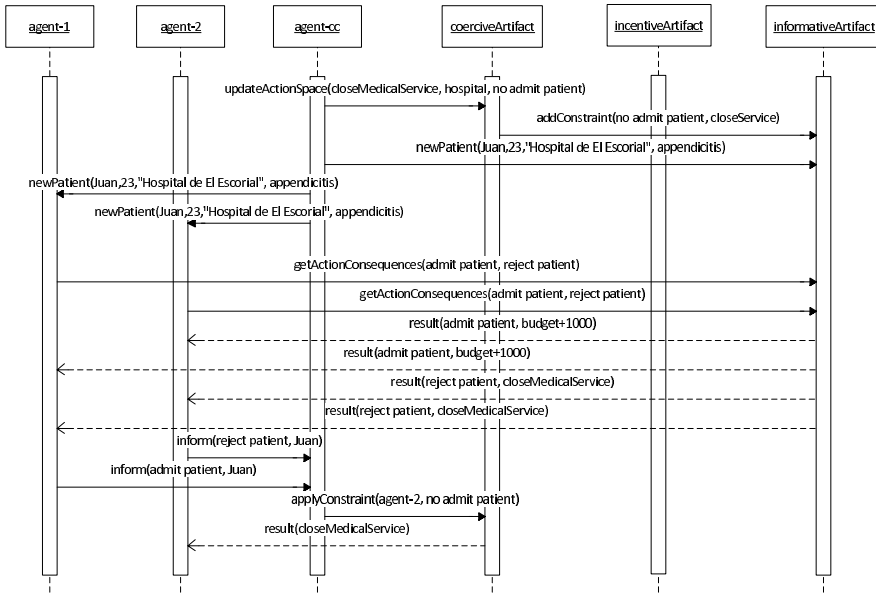 agent-1
agent-2
agent-cc
coerciveArtifact
incentiveArtifact
informativeArtifact
updateActionSpace(closeMedicalService, hospital, no admit patient)
addConstraint(no admit patient, closeService)
newPatient(Juan,23,"Hospital de El Escorial", appendicitis)
newPatient(Juan,23,"Hospital de El Escorial", appendicitis)
newPatient(Juan,23,"Hospital de El Escorial", appendicitis)
getActionConsequences(admit patient, reject patient)
getActionConsequences(admit patient, reject patient)
result(admit patient, budget+1000)
result(admit patient, budget+1000)
result(reject patient, closeMedicalService)
result(reject patient, closeMedicalService)
inform(reject patient, Juan)
inform(admit patient, Juan)
applyConstraint(agent-2, no admit patient)
result(closeMedicalService)